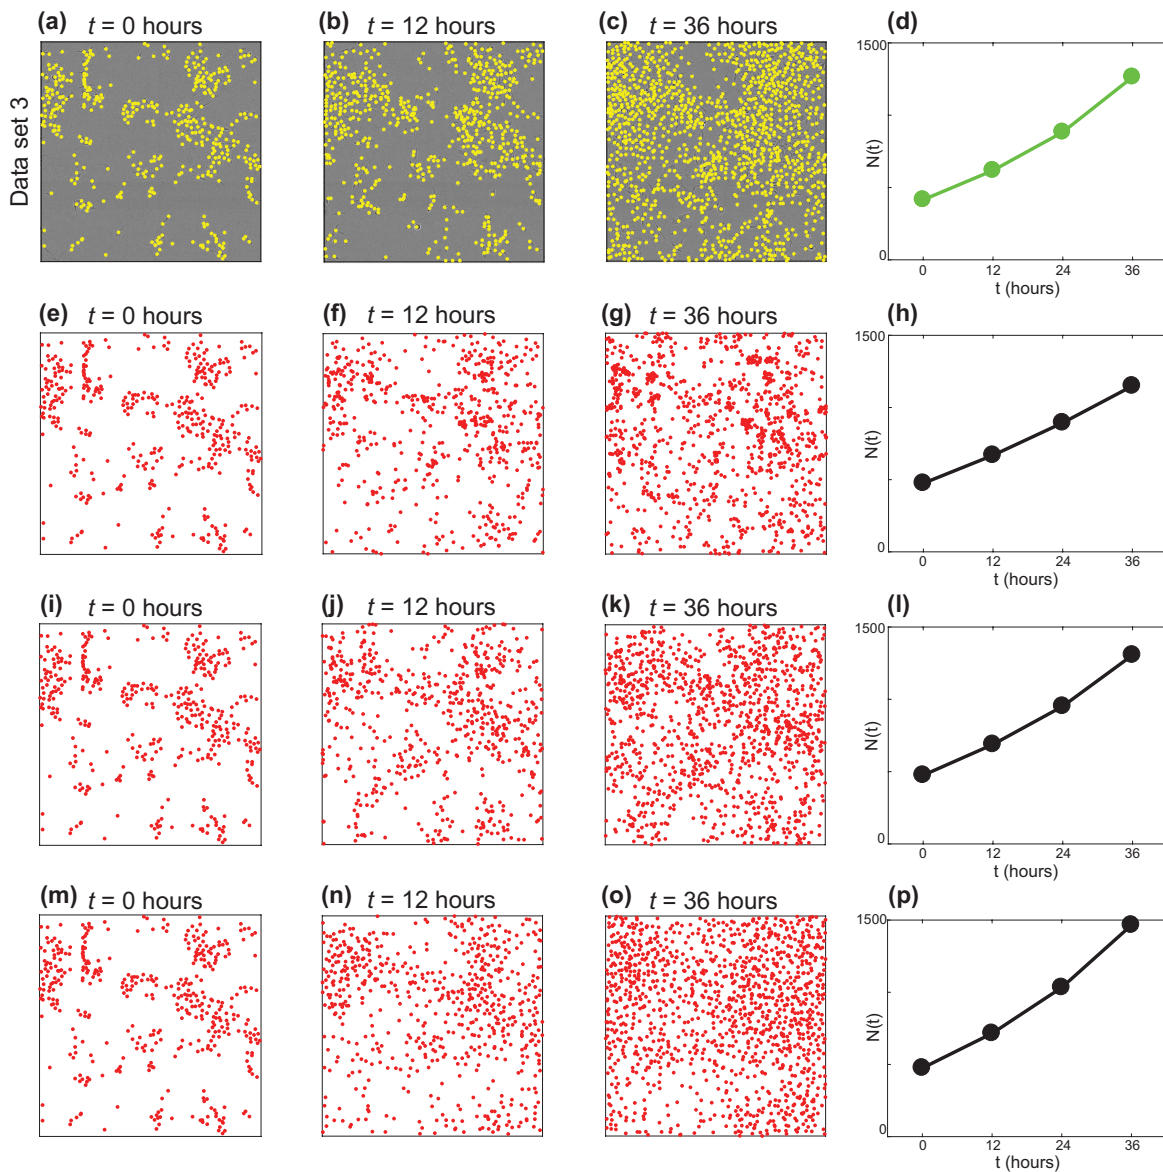 (a) t = 0 hours (b) t = 12 hours (c) t = 36 hours (d)
Data set 3
1500
N(t)
0
0 12 24 36
t (hours)
(e) t = 0 hours (f) t = 12 hours (g) t = 36 hours (h)
1500
N(t)
0
0 12 24 36
t (hours)
(i) t = 0 hours (j) t = 12 hours (k) t = 36 hours (l)
1500
N(t)
0
0 12 24 36
t (hours)
(m) t = 0 hours (n) t = 12 hours (o) t = 36 hours (p)
1500
N(t)
0
0 12 24 36
t (hours)